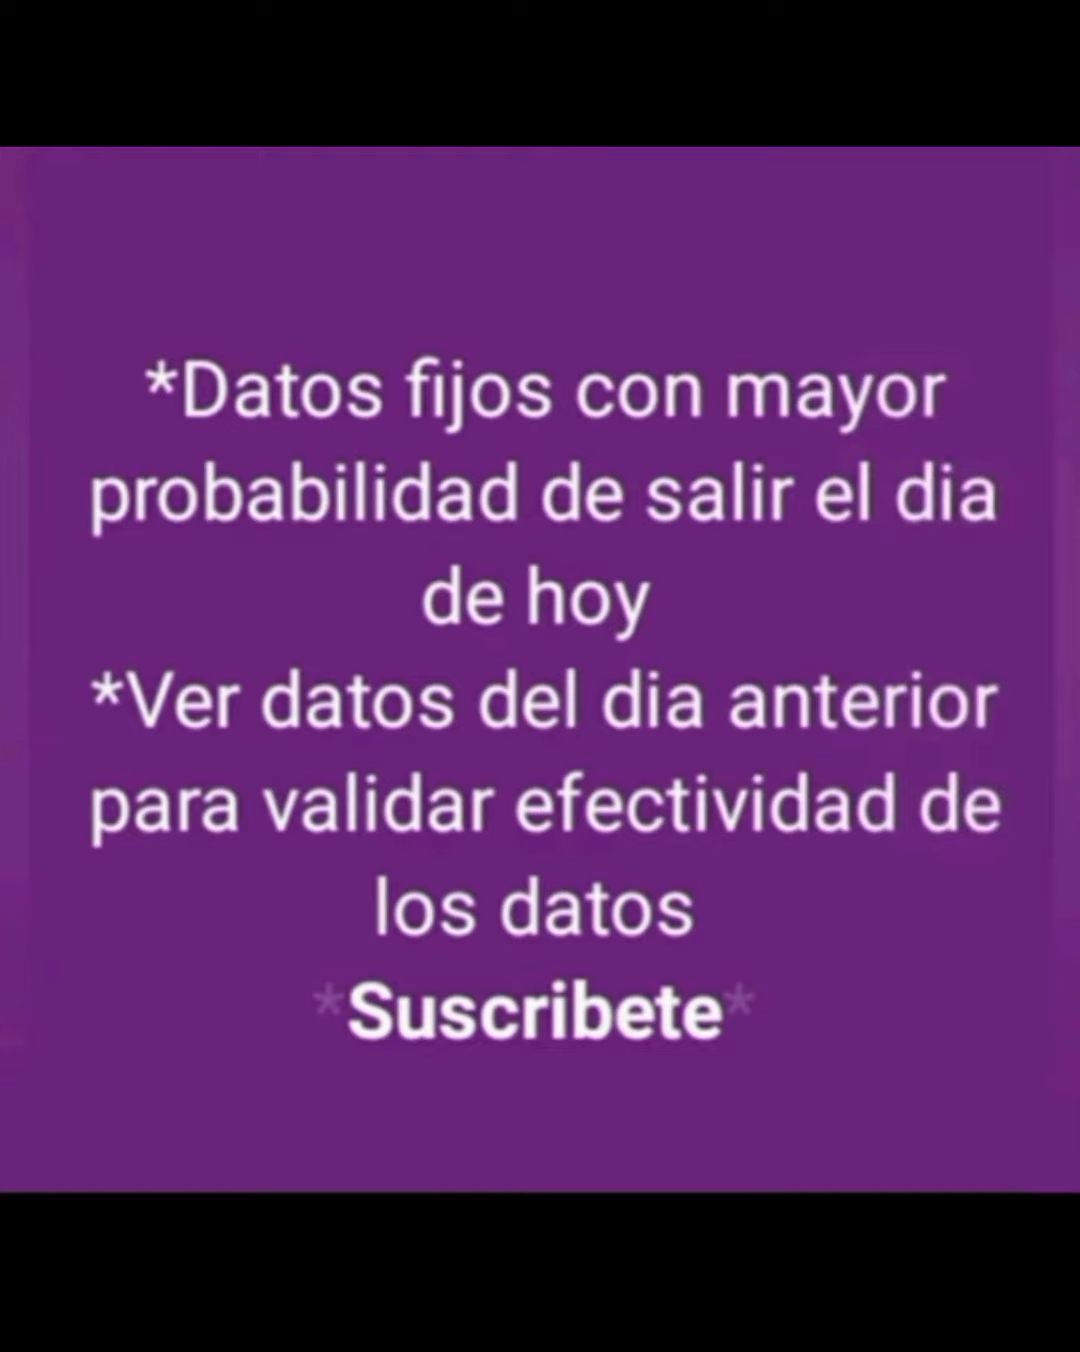 *Datos fijos con mayor
probabilidad de salir el dia
de hoy
*Ver datos del dia anterior
para validar efectividad de
los datos
*Suscribete*